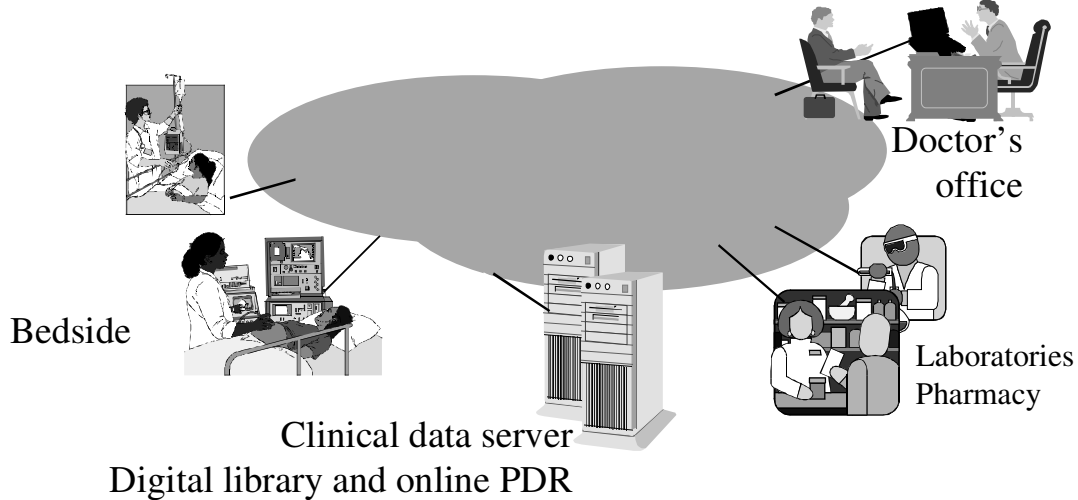 Doctor’s
office
Bedside
Laboratories
Pharmacy
Clinical data server
Digital library and online PDR